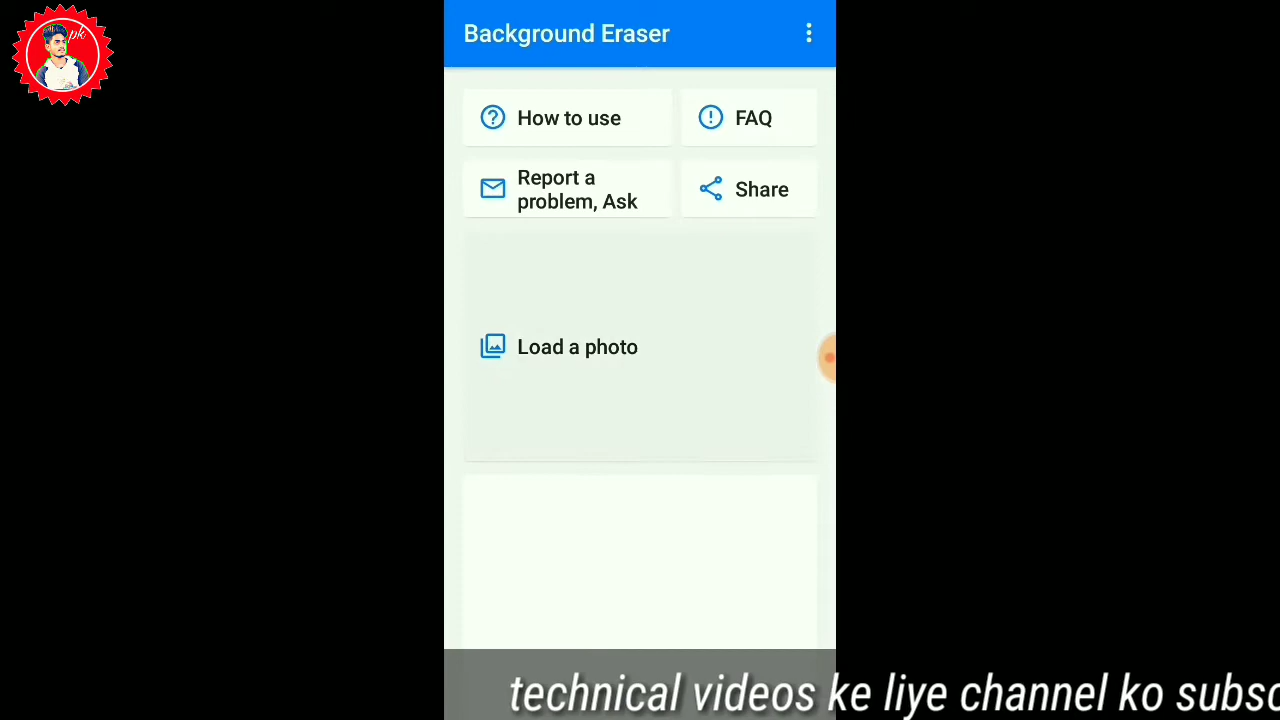 pk
Background Eraser
How to use
FAQ
Report a
problem, Ask
Share
Load a photo
technical videos ke liye channel ko subsc